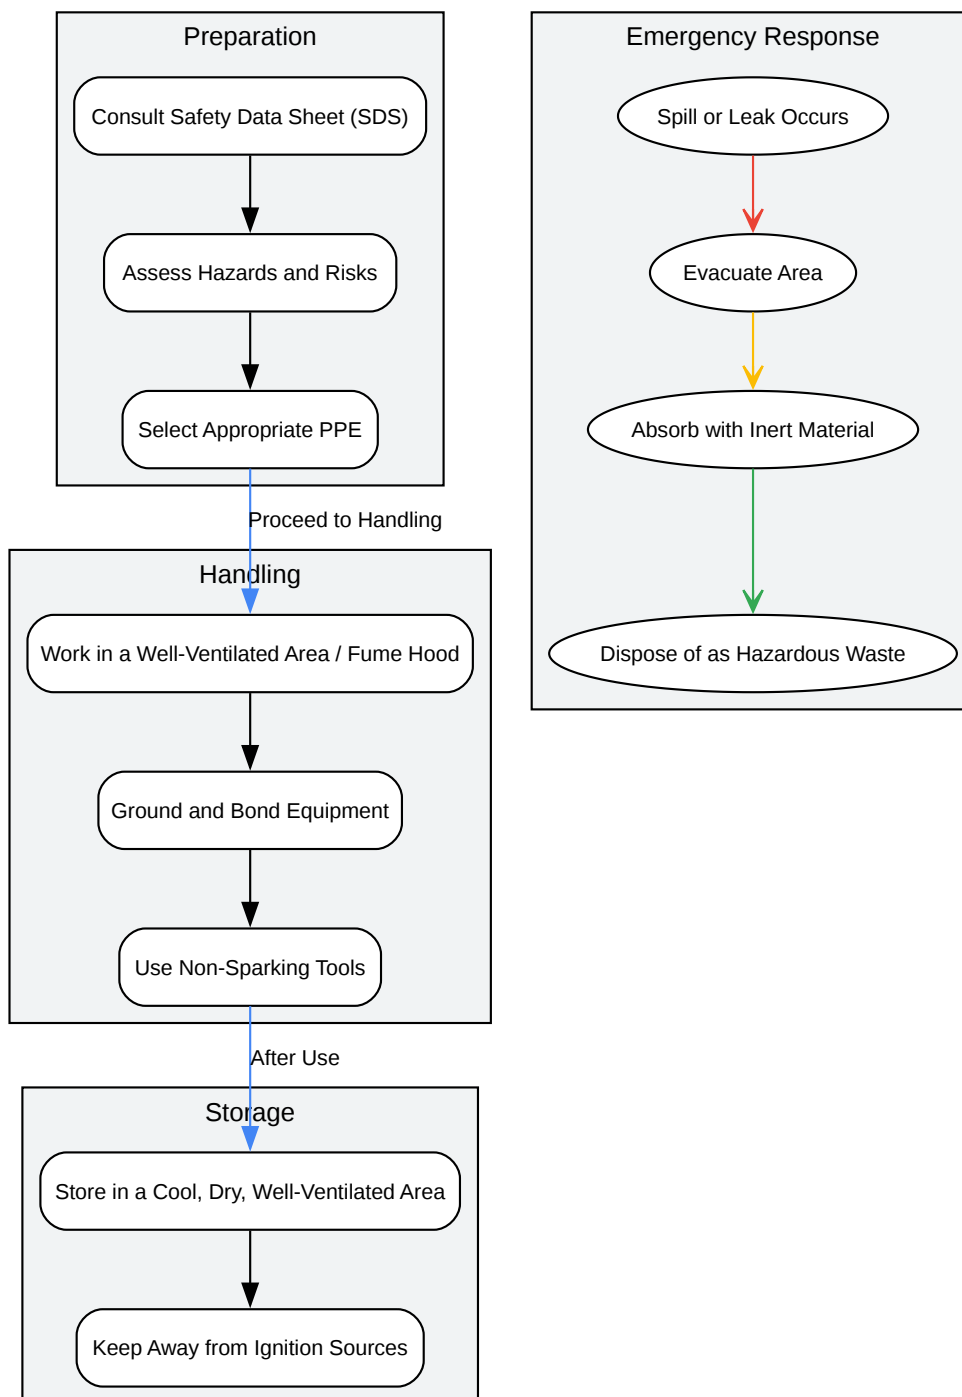 Preparation
Consult Safety Data Sheet (SDS)
Assess Hazards and Risks
Select Appropriate PPE
Proceed to Handling
Handling
Work in a Well-Ventilated Area / Fume Hood
Ground and Bond Equipment
Use Non-Sparking Tools
After Use
Storage
Store in a Cool, Dry, Well-Ventilated Area
Keep Away from Ignition Sources
Emergency Response
Spill or Leak Occurs
Evacuate Area
Absorb with Inert Material
Dispose of as Hazardous Waste